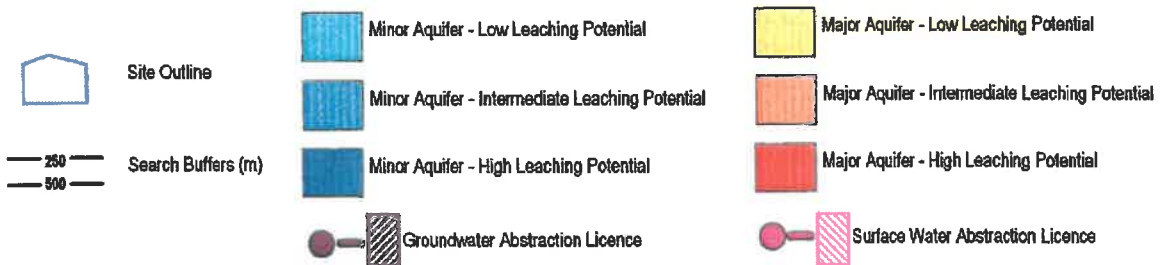 Site Outline
250
500
Search Buffers (m)
Minor Aquifer - Low Leaching Potential
Minor Aquifer - Intermediate Leaching Potential
Minor Aquifer - High Leaching Potential
Groundwater Abstraction Licence
Major Aquifer - Low Leaching Potential
Major Aquifer - Intermediate Leaching Potential
Major Aquifer - High Leaching Potential
Surface Water Abstraction Licence